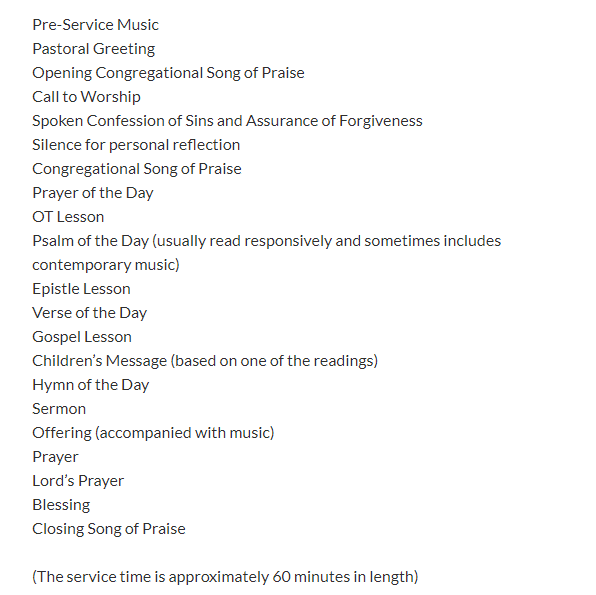 Pre-Service Music
Pastoral Greeting
Opening Congregational Song of Praise
Call to Worship
Spoken Confession of Sins and Assurance of Forgiveness
Silence for personal reflection
Congregational Song of Praise
Prayer of the Day
OT Lesson
Psalm of the Day (usually read responsively and sometimes includes
contemporary music)
Epistle Lesson
Verse of the Day
Gospel Lesson
Children’s Message (based on one of the readings)
Hymn of the Day
Sermon
Offering (accompanied with music)
Prayer
Lord’s Prayer
Blessing
Closing Song of Praise
(The service time is approximately 60 minutes in length)